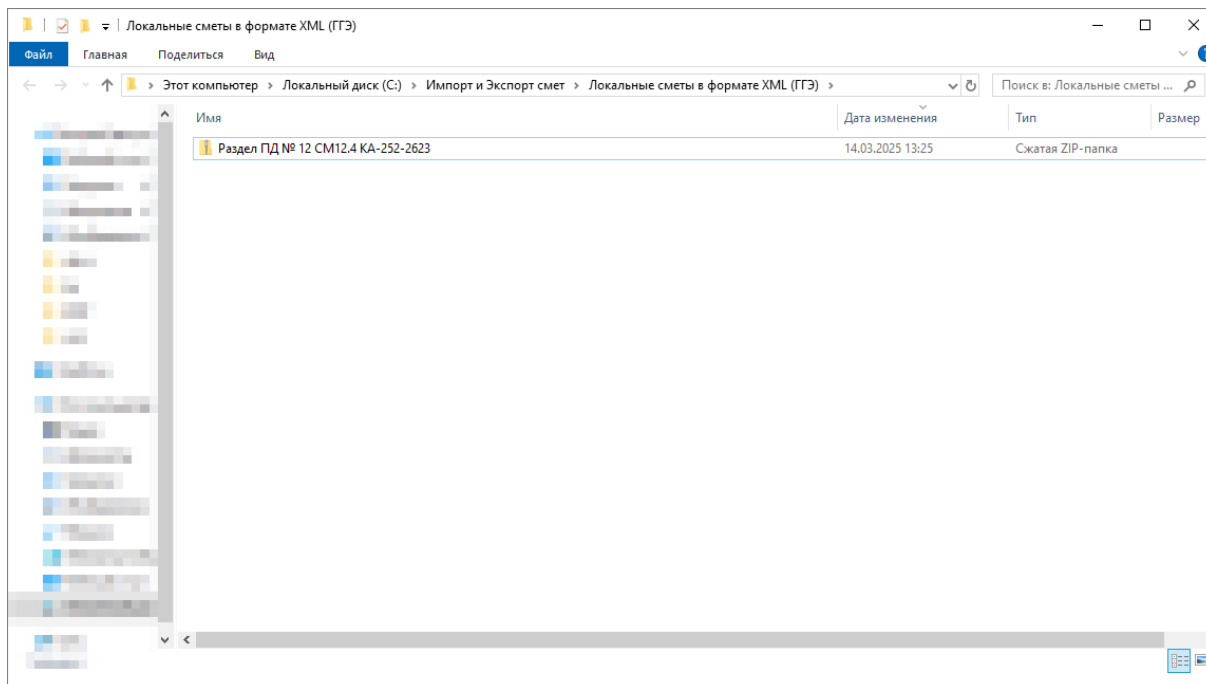 Локальные сметы в формате XML (ГГЭ)
Файл Главная Поделиться Вид
Этот компьютер › Локальный диск (C:) › Импорт и Экспорт смет › Локальные сметы в формате XML (ГГЭ) › Поиск в: Локальные сметы ...
Имя Дата изменения Тип Размер
Раздел ПД № 12 СМ12.4 КА-252-2623 14.03.2025 13:25 Сжатая ZIP-папка